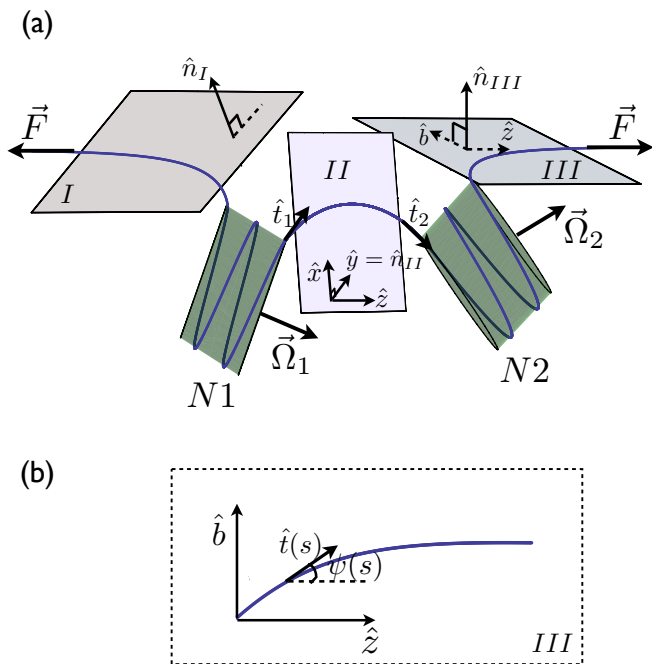 (a)
n̂_I
n̂_III
F⃗
b̂
ẑ
F⃗
I
II
III
t̂_1
t̂_2
Ω⃗_2
x̂
ŷ = n̂_II
ẑ
Ω⃗_1
N1
N2
(b)
b̂
t̂(s)
ψ(s)
ẑ
III